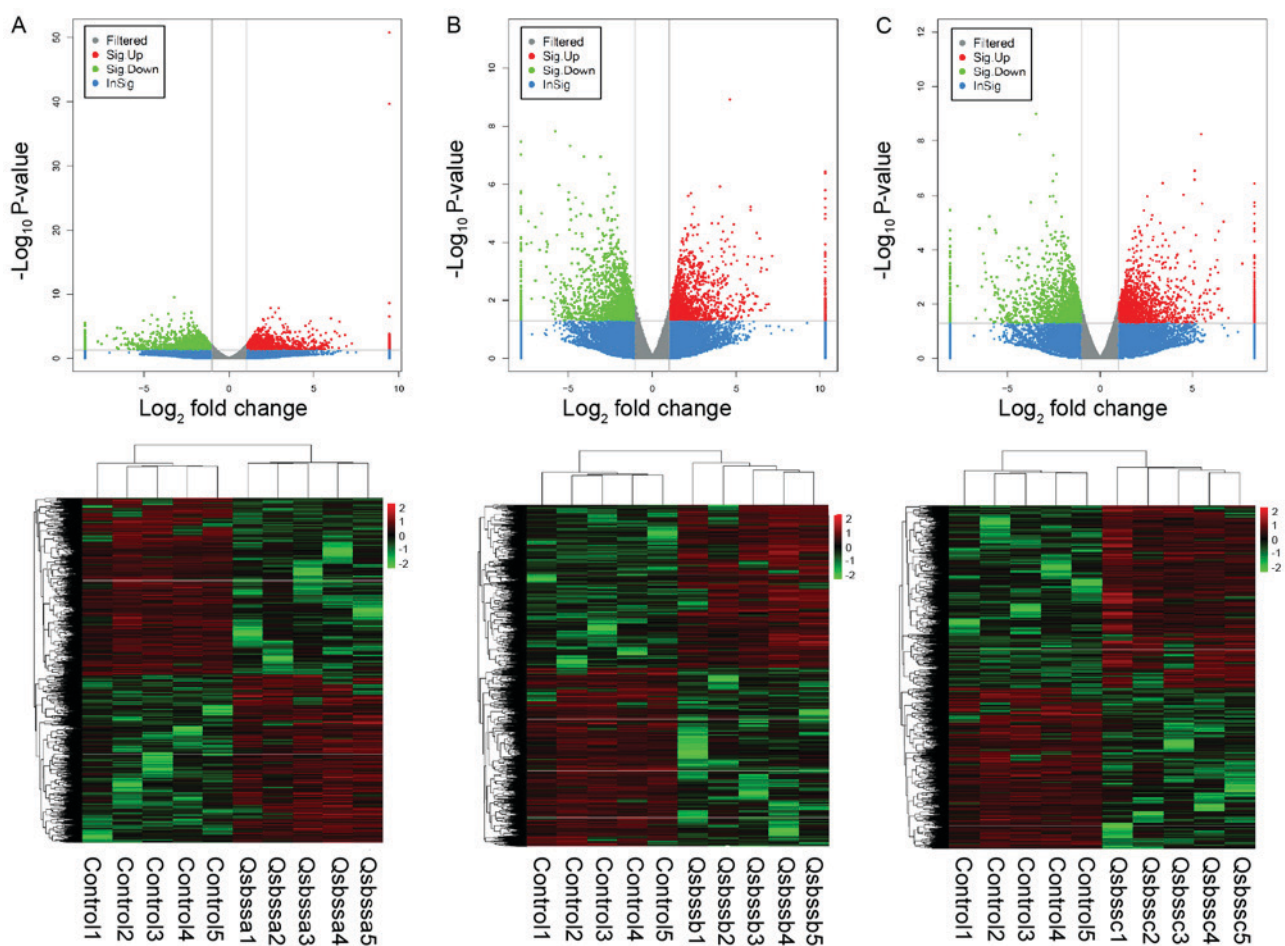 A
-Log10 P-value
50
40
30
20
10
0
Filtered
Sig.Up
Sig.Down
InSig
-5
0
5
10
Log2 fold change
B
-Log10 P-value
10
8
6
4
2
0
Filtered
Sig.Up
Sig.Down
InSig
-5
0
5
10
Log2 fold change
C
-Log10 P-value
12
10
8
6
4
2
0
Filtered
Sig.Up
Sig.Down
InSig
-5
0
5
Log2 fold change
2
1
0
-1
-2
Control1
Control2
Control3
Control4
Control5
Qsbssa1
Qsbssa2
Qsbssa3
Qsbssa4
Qsbssa5
2
1
0
-1
-2
Control1
Control2
Control3
Control4
Control5
Qsbssb1
Qsbssb2
Qsbssb3
Qsbssb4
Qsbssb5
2
1
0
-1
-2
Control1
Control2
Control3
Control4
Control5
Qsbssc1
Qsbssc2
Qsbssc3
Qsbssc4
Qsbssc5